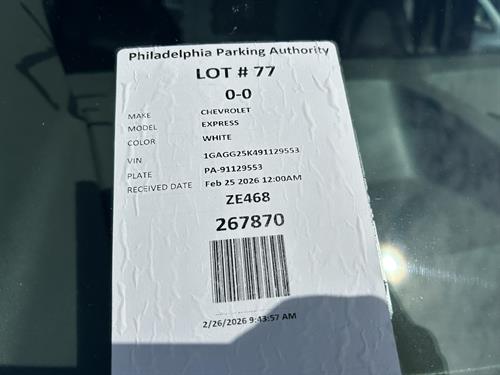 Philadelphia Parking Authority
LOT # 77
0-0
MAKE CHEVROLET
MODEL EXPRESS
COLOR WHITE
VIN 1GAGG25K491129553
PLATE PA-91129553
RECEIVED DATE Feb 25 2026 12:00AM
ZE468
267870
2/26/2026 9:43:57 AM